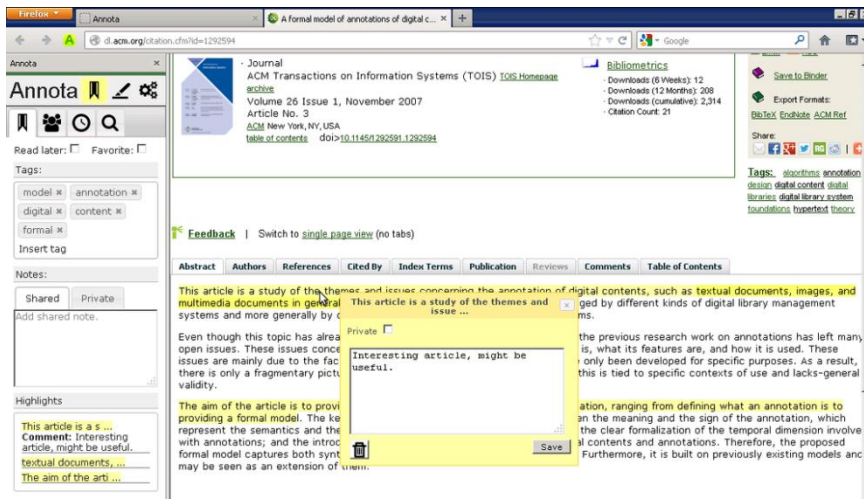 Firefox
Annota
A formal model of annotations of digital c...
dl.acm.org/citation.cfm?id=1292594
Google
Annota
Annota
Read later:
Favorite:
Tags:
model
annotation
digital
content
formal
Insert tag
Notes:
Shared
Private
Add shared note.
Highlights
This article is a s ...
Comment: Interesting
article, might be useful.
textual documents, ...
The aim of the arti ...
· Journal
ACM Transactions on Information Systems (TOIS) TOIS Homepage
archive
Volume 26 Issue 1, November 2007
Article No. 3
ACM New York, NY, USA
table of contents doi>10.1145/1292591.1292594
Bibliometrics
· Downloads (6 Weeks): 12
· Downloads (12 Months): 208
· Downloads (cumulative): 2,314
· Citation Count: 21
Save to Binder
Export Formats:
BibTeX EndNote ACM Ref
Share:
Tags: algorithms annotation
design digital content digital
libraries digital library system
foundations hypertext theory
Feedback | Switch to single page view (no tabs)
Abstract Authors References Cited By Index Terms Publication Reviews Comments Table of Contents
This article is a study of the themes and issues concerning the annotation of digital contents, such as textual documents, images, and
multimedia documents in general
ged by different kinds of digital library management
systems and more generally by
ms.
Even though this topic has alrea
the previous research work on annotations has left many
open issues. These issues conce
is, what its features are, and how it is used. These
issues are mainly due to the fac
only been developed for specific purposes. As a result,
there is only a fragmentary pictu
this is tied to specific contexts of use and lacks-general
validity.
The aim of the article is to provi
ation, ranging from defining what an annotation is to
providing a formal model. The ke
en the meaning and the sign of the annotation, which
represent the semantics and the
the clear formalization of the temporal dimension involve
with annotations; and the introd
al contents and annotations. Therefore, the proposed
formal model captures both synt
Furthermore, it is built on previously existing models and
may be seen as an extension of them.
This article is a study of the themes and
issue ...
Private
Interesting article, might be
useful.
Save